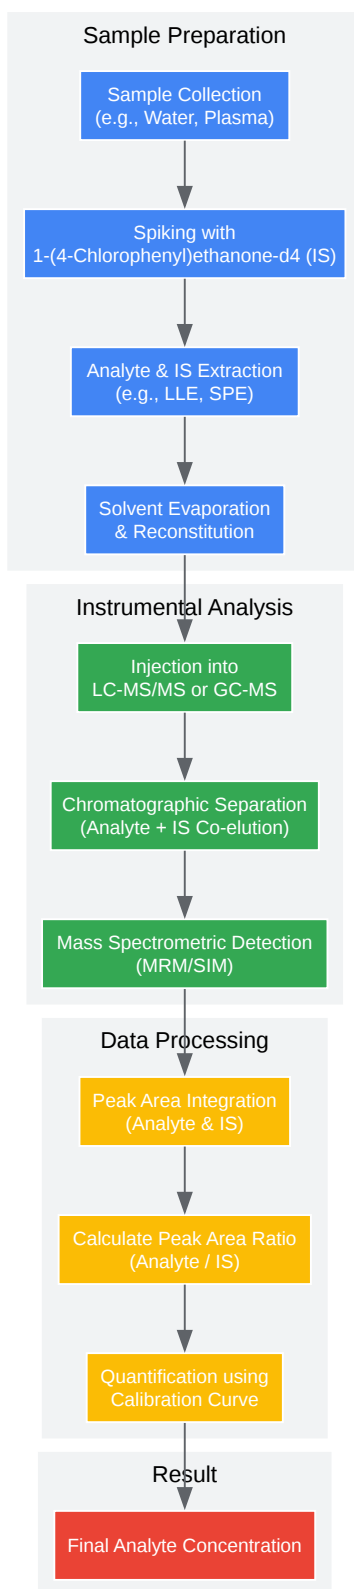 Sample Preparation
Sample Collection
(e.g., Water, Plasma)
Spiking with
1-(4-Chlorophenyl)ethanone-d4 (IS)
Analyte & IS Extraction
(e.g., LLE, SPE)
Solvent Evaporation
& Reconstitution
Instrumental Analysis
Injection into
LC-MS/MS or GC-MS
Chromatographic Separation
(Analyte + IS Co-elution)
Mass Spectrometric Detection
(MRM/SIM)
Data Processing
Peak Area Integration
(Analyte & IS)
Calculate Peak Area Ratio
(Analyte / IS)
Quantification using
Calibration Curve
Result
Final Analyte Concentration